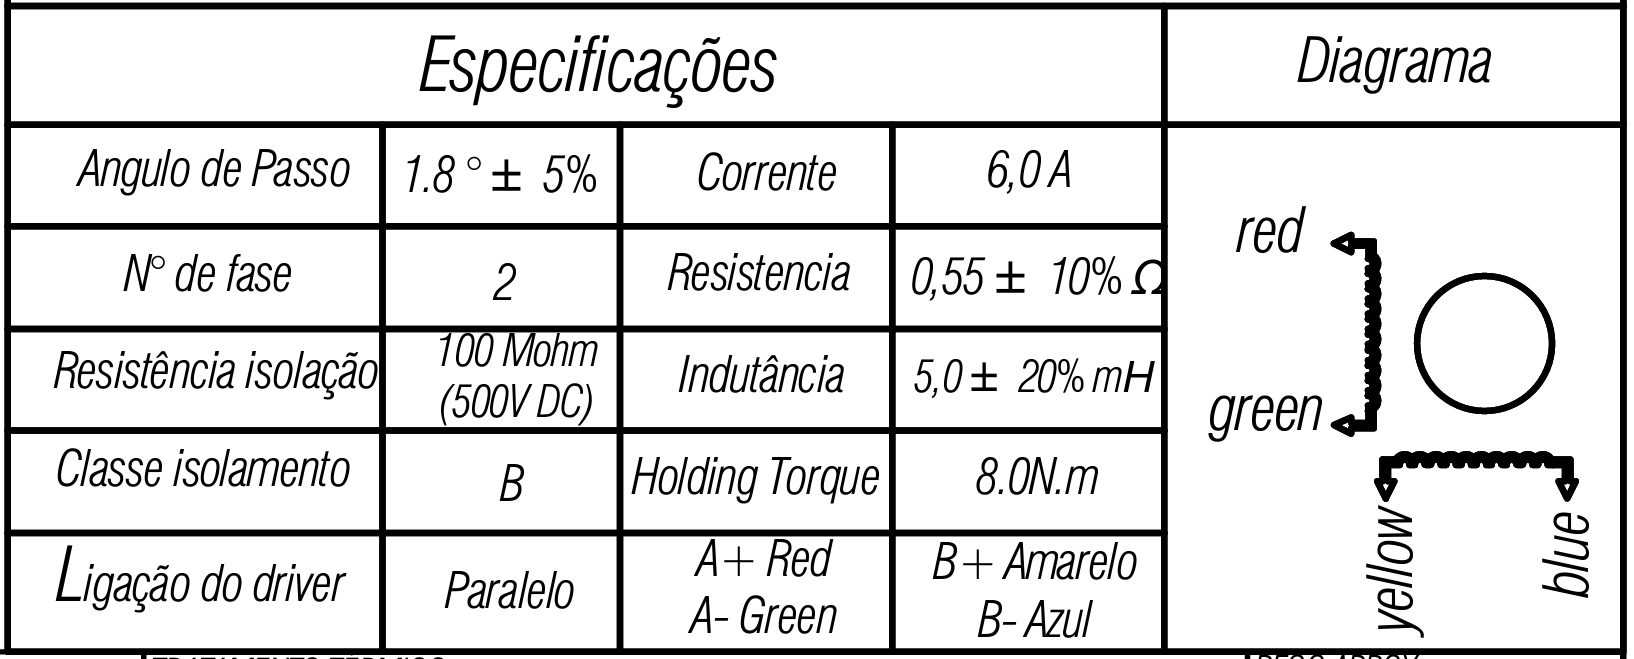 Especificações
Diagrama
Angulo de Passo
1.8 ° ± 5%
Corrente
6,0 A
N° de fase
2
Resistencia
0,55 ± 10% Ω
Resistência isolação
100 Mohm
(500V DC)
Indutância
5,0 ± 20% mH
Classe isolamento
B
Holding Torque
8.0N.m
Ligação do driver
Paralelo
A+ Red
A- Green
B+ Amarelo
B- Azul
red
green
yellow
blue